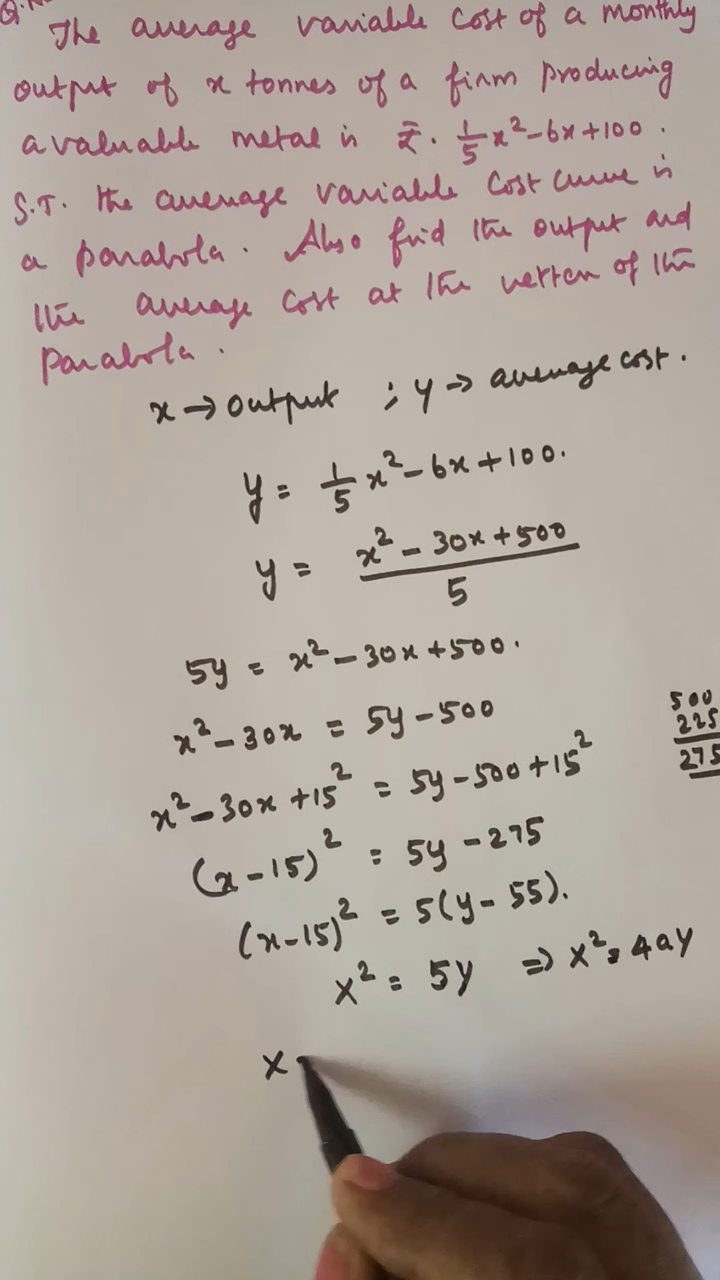 Q.No
The average variable cost of a monthly
output of x tonnes of a firm producing
a valuable metal is ₹. 1/5 x² - 6x + 100.
S.T. the average variable cost curve is
a parabola. Also find the output and
the average cost at the vertex of the
parabola.
x → output ; y → average cost.
y = 1/5 x² - 6x + 100.
y = (x² - 30x + 500)/5
5y = x² - 30x + 500.
x² - 30x = 5y - 500
500
225
275
x² - 30x + 15² = 5y - 500 + 15²
(x - 15)² = 5y - 275
(x - 15)² = 5(y - 55).
X² = 5Y ⇒ X² = 4aY
X